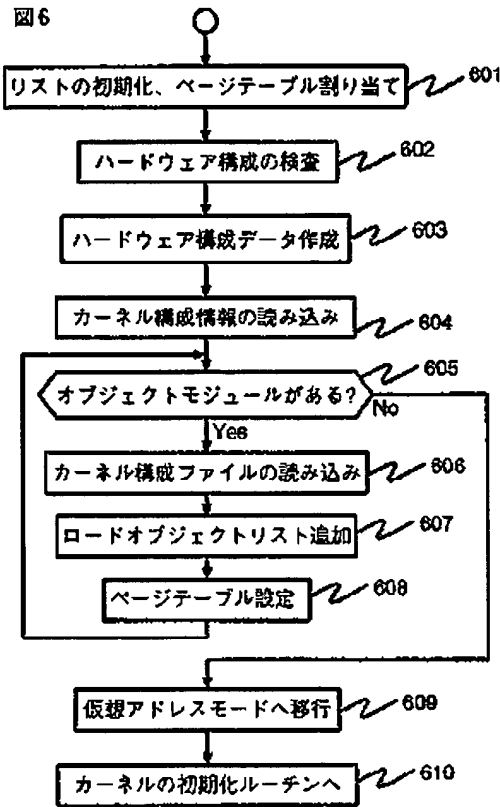 図6
リストの初期化、ページテーブル割り当て
601
ハードウェア構成の検査
602
ハードウェア構成データ作成
603
カーネル構成情報の読み込み
604
オブジェクトモジュールがある?
605
No
Yes
カーネル構成ファイルの読み込み
606
ロードオブジェクトリスト追加
607
ページテーブル設定
608
仮想アドレスモードへ移行
609
カーネルの初期化ルーチンへ
610